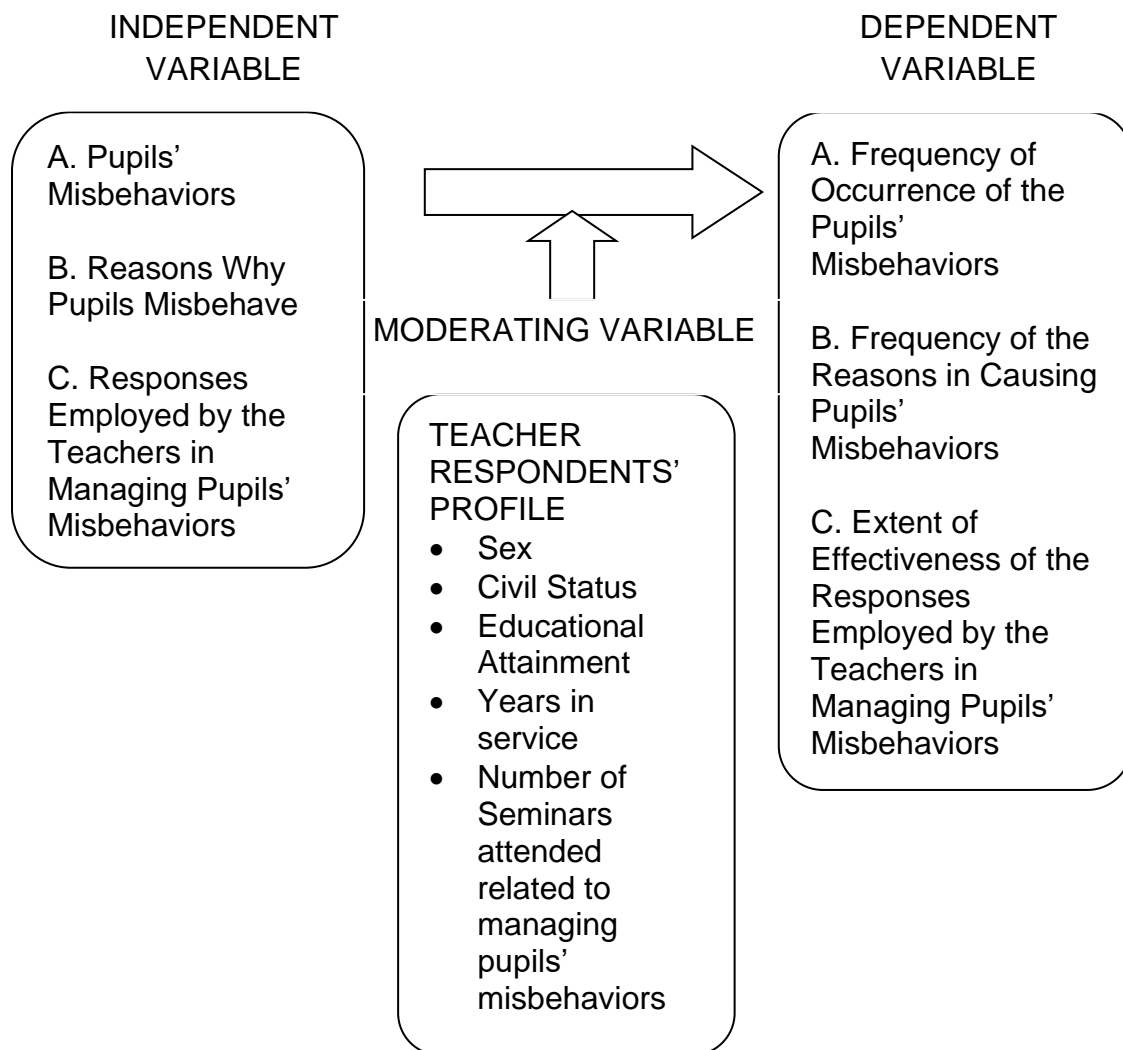 INDEPENDENT
VARIABLE
A. Pupils’
Misbehaviors
B. Reasons Why
Pupils Misbehave
C. Responses
Employed by the
Teachers in
Managing Pupils’
Misbehaviors
MODERATING VARIABLE
TEACHER
RESPONDENTS’
PROFILE
• Sex
• Civil Status
• Educational
Attainment
• Years in
service
• Number of
Seminars
attended
related to
managing
pupils’
misbehaviors
DEPENDENT
VARIABLE
A. Frequency of
Occurrence of the
Pupils’
Misbehaviors
B. Frequency of the
Reasons in Causing
Pupils’
Misbehaviors
C. Extent of
Effectiveness of the
Responses
Employed by the
Teachers in
Managing Pupils’
Misbehaviors